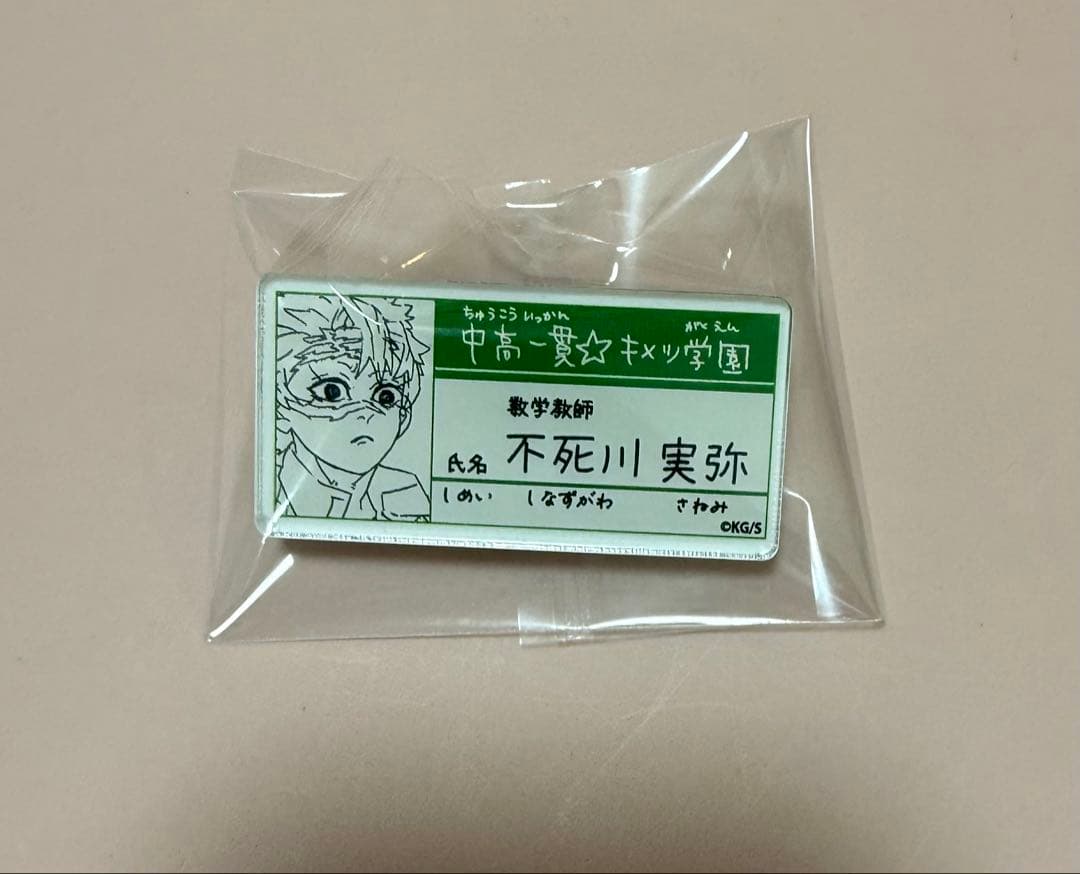 ちゅうこう いっかん がくえん
中高一貫☆キメツ学園
数学教師
氏名 不死川 実弥
しめい しなずがわ さねみ
©KG/S